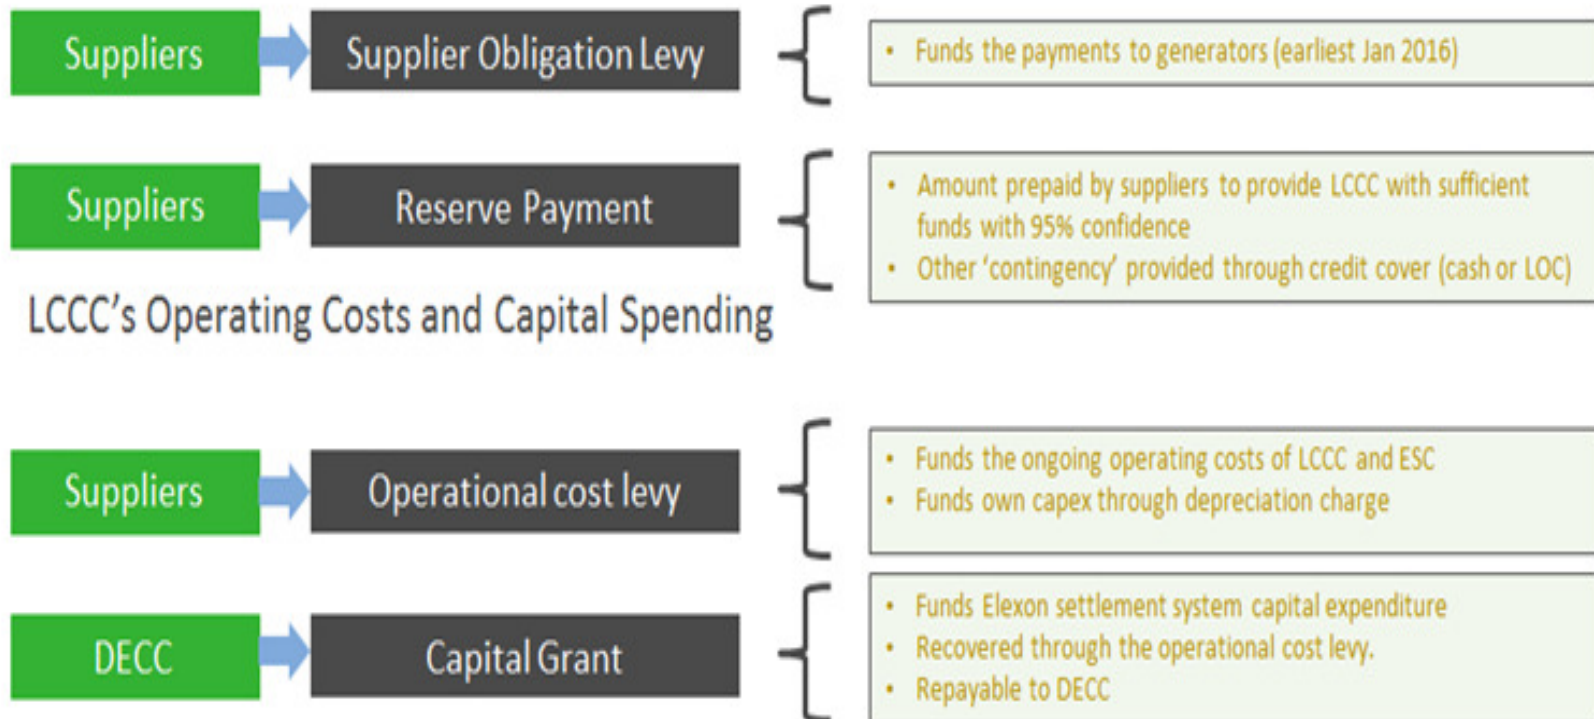 Suppliers
Supplier Obligation Levy
• Funds the payments to generators (earliest Jan 2016)
Suppliers
Reserve Payment
• Amount prepaid by suppliers to provide LCCC with sufficient
funds with 95% confidence
• Other ‘contingency’ provided through credit cover (cash or LOC)
LCCC’s Operating Costs and Capital Spending
Suppliers
Operational cost levy
• Funds the ongoing operating costs of LCCC and ESC
• Funds own capex through depreciation charge
DECC
Capital Grant
• Funds Elexon settlement system capital expenditure
• Recovered through the operational cost levy.
• Repayable to DECC